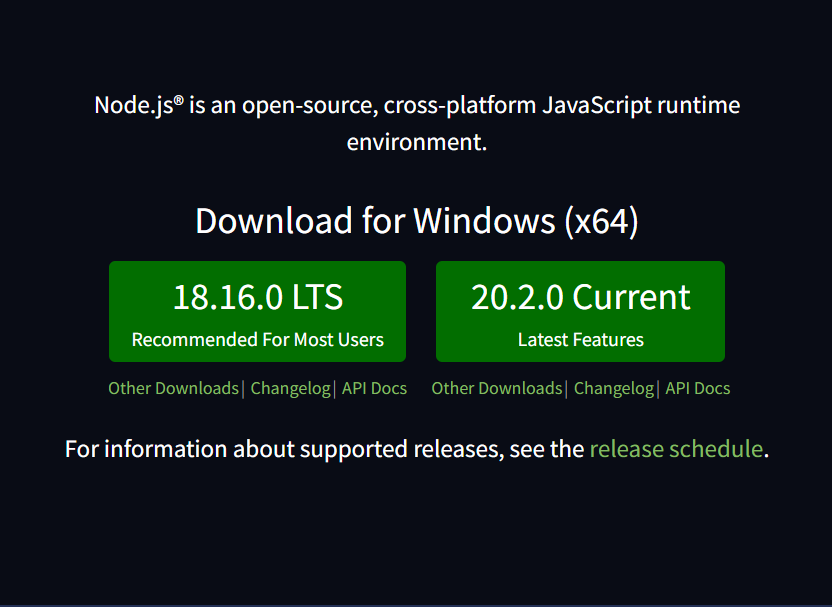 Node.js® is an open-source, cross-platform JavaScript runtime
environment.
Download for Windows (x64)
18.16.0 LTS
Recommended For Most Users
20.2.0 Current
Latest Features
Other Downloads| Changelog| API Docs
Other Downloads| Changelog| API Docs
For information about supported releases, see the release schedule.